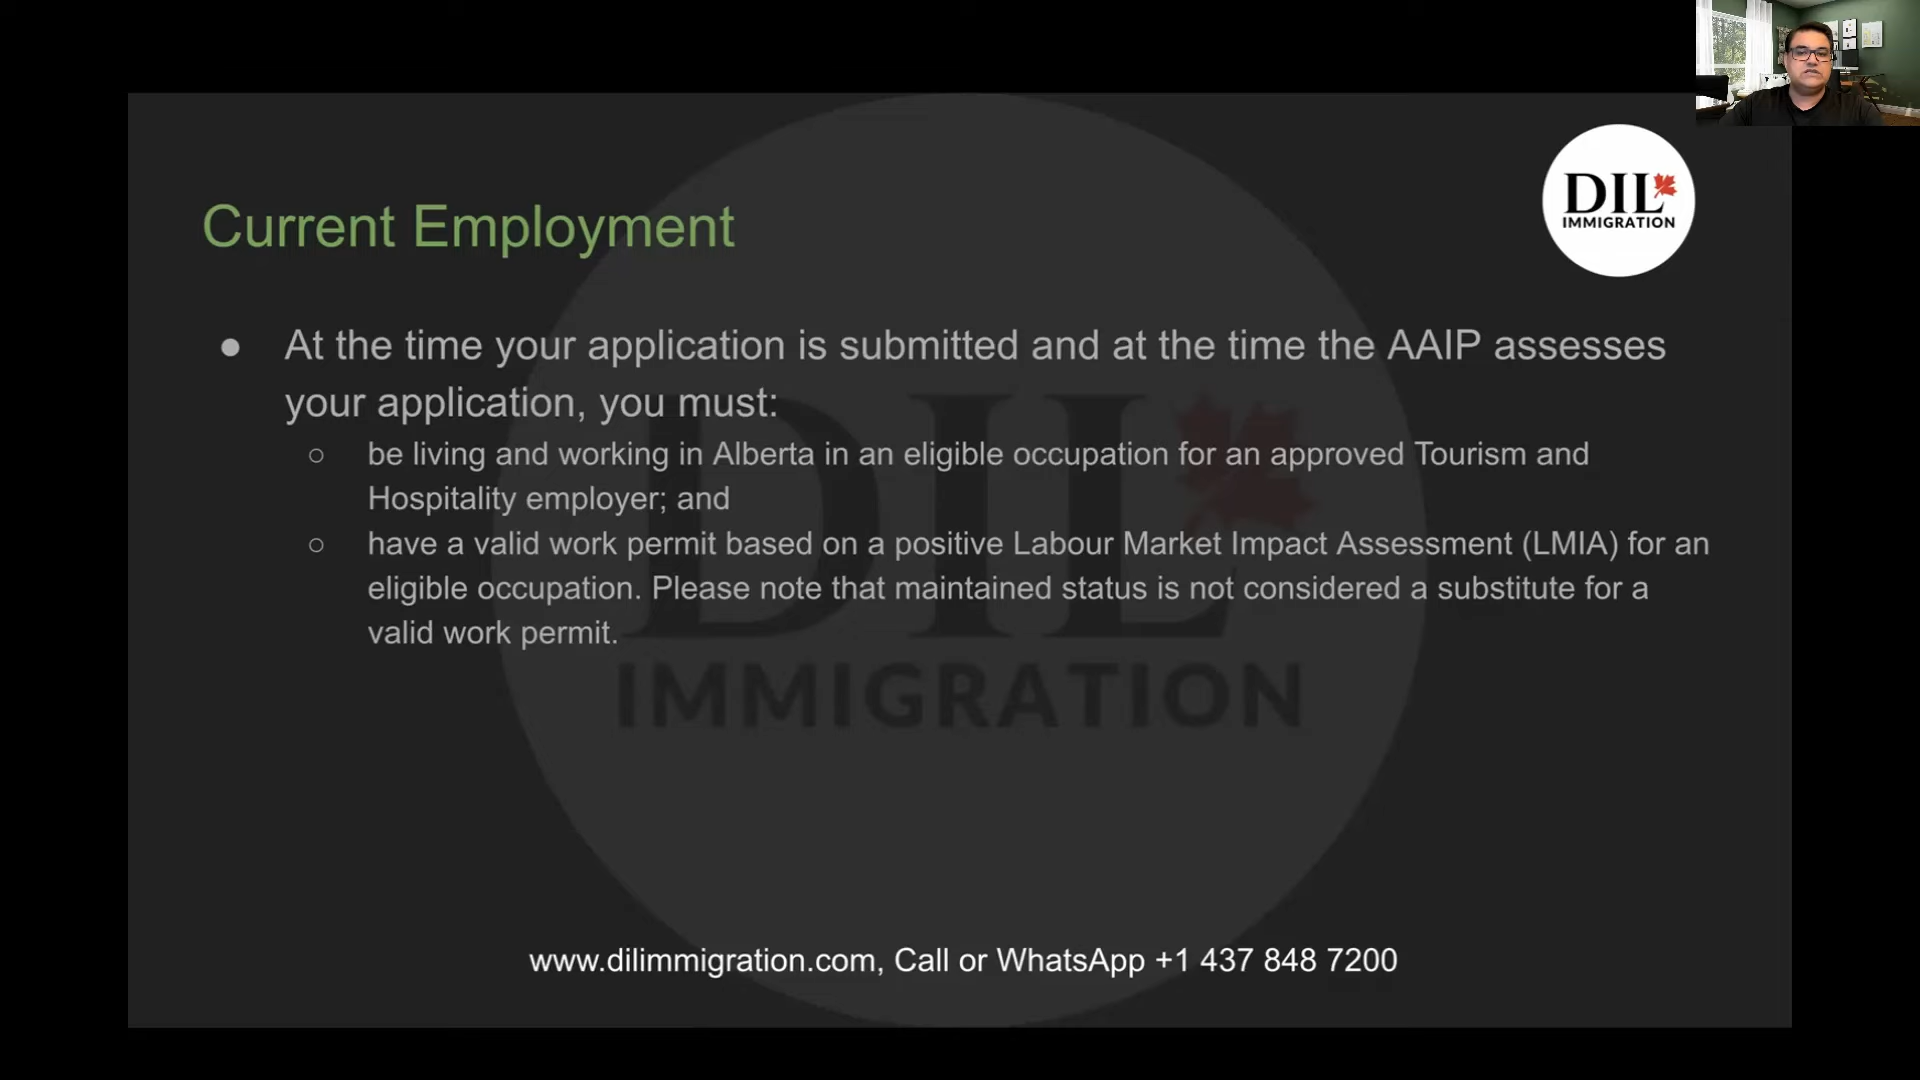 DIL
IMMIGRATION
Current Employment
● At the time your application is submitted and at the time the AAIP assesses
your application, you must:
○ be living and working in Alberta in an eligible occupation for an approved Tourism and
Hospitality employer; and
○ have a valid work permit based on a positive Labour Market Impact Assessment (LMIA) for an
eligible occupation. Please note that maintained status is not considered a substitute for a
valid work permit.
DIL
IMMIGRATION
www.dilimmigration.com, Call or WhatsApp +1 437 848 7200